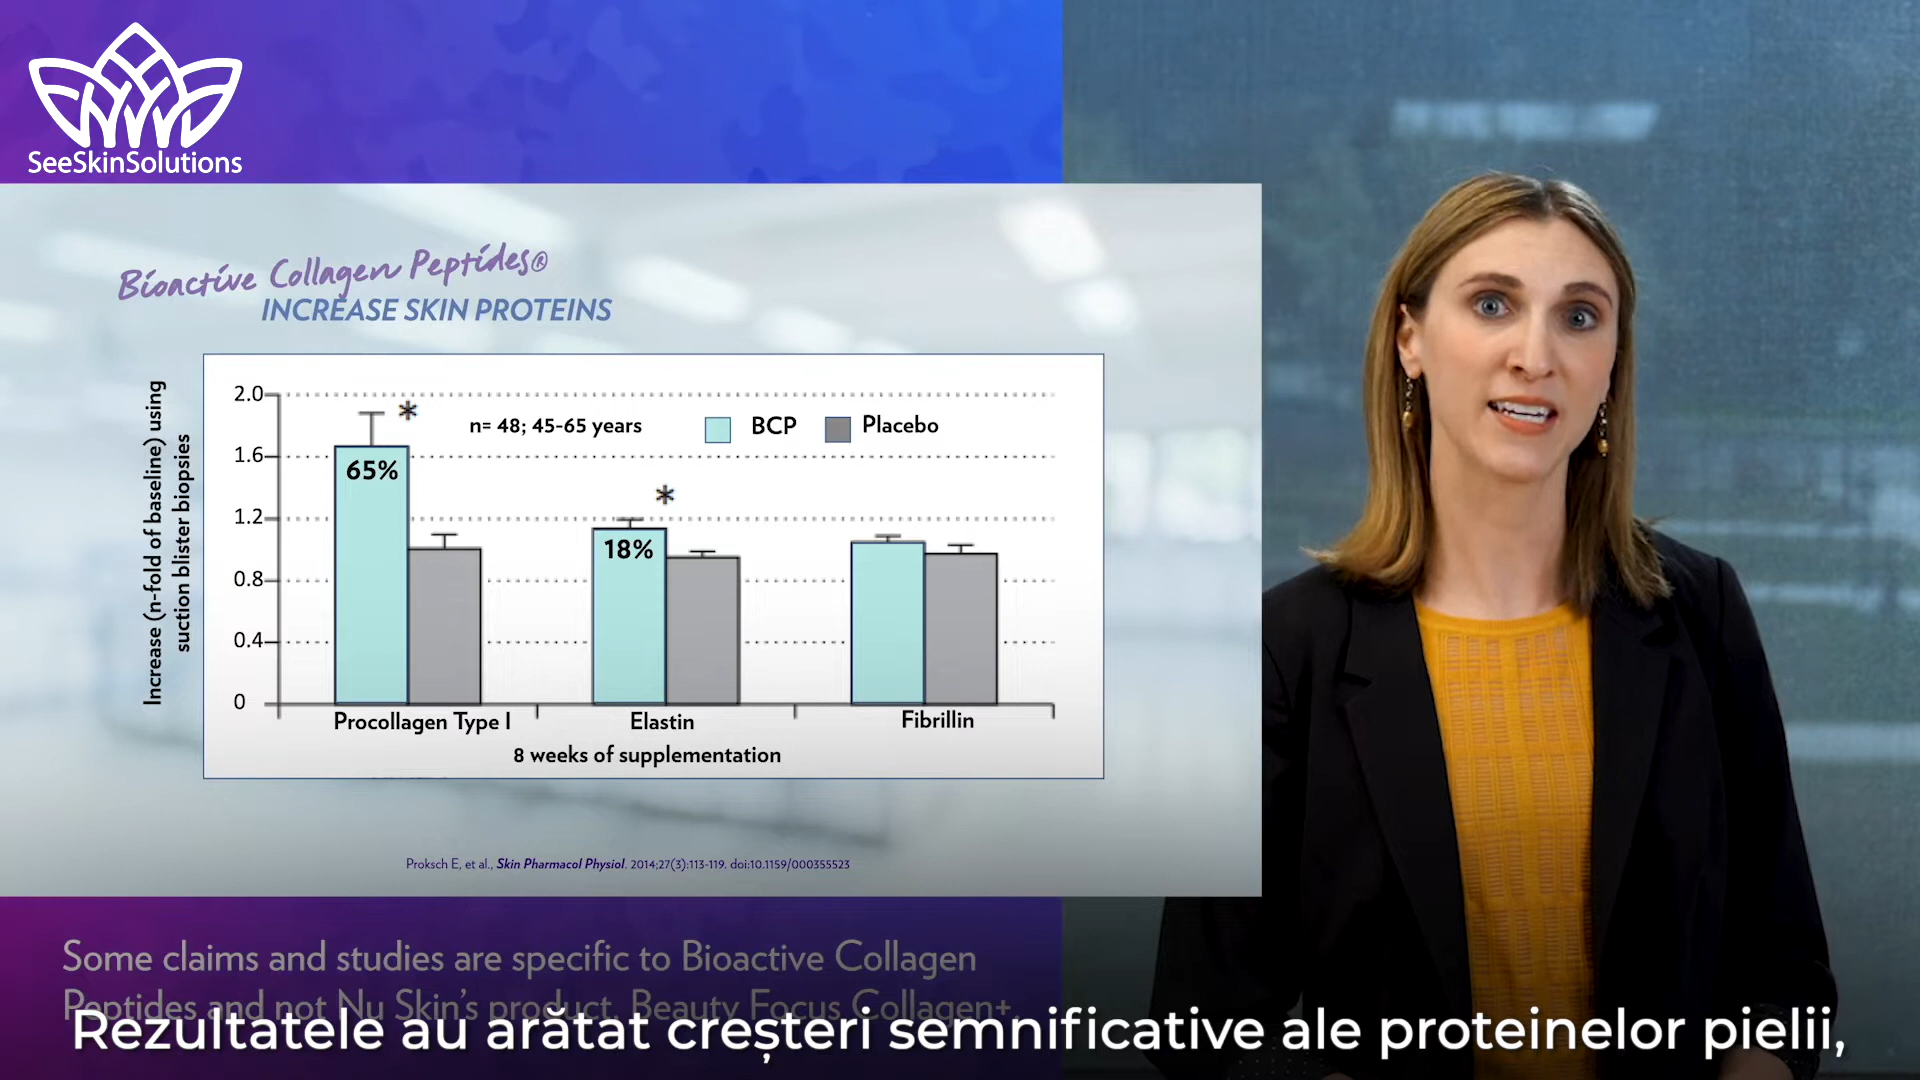 SeeSkinSolutions
Bioactive Collagen Peptides®
INCREASE SKIN PROTEINS
Increase (n-fold of baseline) using
suction blister biopsies
2.0
1.6
1.2
0.8
0.4
0
n= 48; 45-65 years
BCP
Placebo
*
65%
*
18%
Procollagen Type I
Elastin
Fibrillin
8 weeks of supplementation
Proksch E, et al., Skin Pharmacol Physiol. 2014;27(3):113-119. doi:10.1159/000355523
Some claims and studies are specific to Bioactive Collagen
Peptides and not Nu Skin's product, Beauty Focus Collagen+.
Rezultatele au arătat creșteri semnificative ale proteinelor pielii,